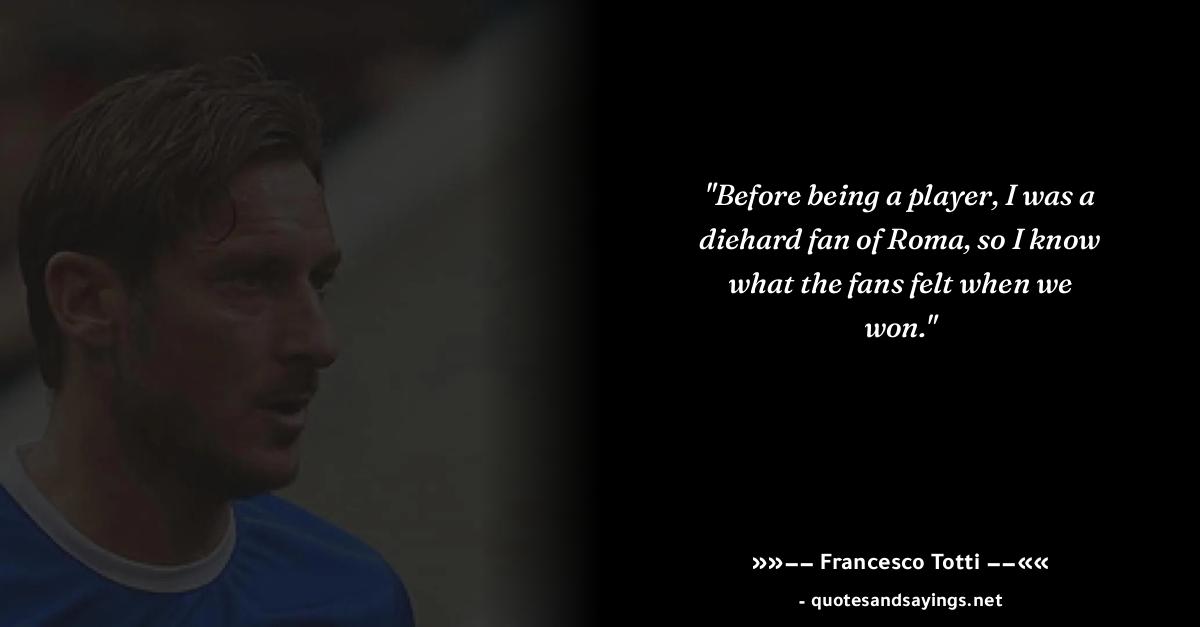 "Before being a player, I was a
diehard fan of Roma, so I know
what the fans felt when we
won."
»»–– Francesco Totti ––««
- quotesandsayings.net